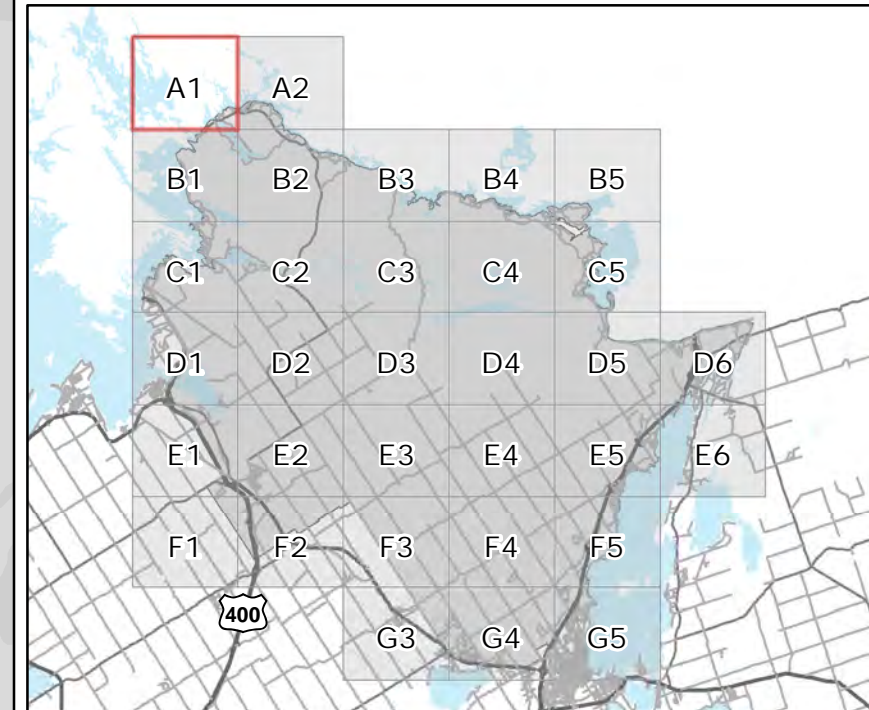 A1 A2
B1 B2 B3 B4 B5
C1 C2 C3 C4 C5
D1 D2 D3 D4 D5 D6
E1 E2 E3 E4 E5 E6
F1 F2 F3 F4 F5
400
G3 G4 G5